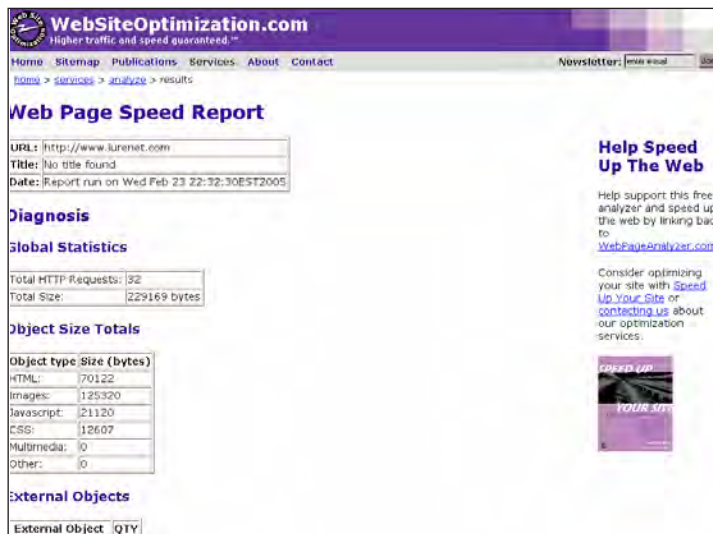 WebSiteOptimization.com
Higher traffic and speed guaranteed.™
Home Sitemap Publications Services About Contact
Newsletter:
home > services > analyze > results
Web Page Speed Report
URL: http://www.iurenet.com
Title: No title found
Date: Report run on Wed Feb 23 22:32:30EST2005
Diagnosis
Global Statistics
Total HTTP Requests: 32
Total Size: 229169 bytes
Object Size Totals
Object type Size (bytes)
HTML: 70122
Images: 125320
Javascript: 21120
CSS: 12607
Multimedia: 0
Other: 0
External Objects
External Object QTY
Help Speed
Up The Web
Help support this free
analyzer and speed up
the web by linking bac
to
WebPageAnalyzer.com
Consider optimizing
your site with Speed
Up Your Site or
contacting us about
our optimization
services.
SPEED UP
YOUR SITE